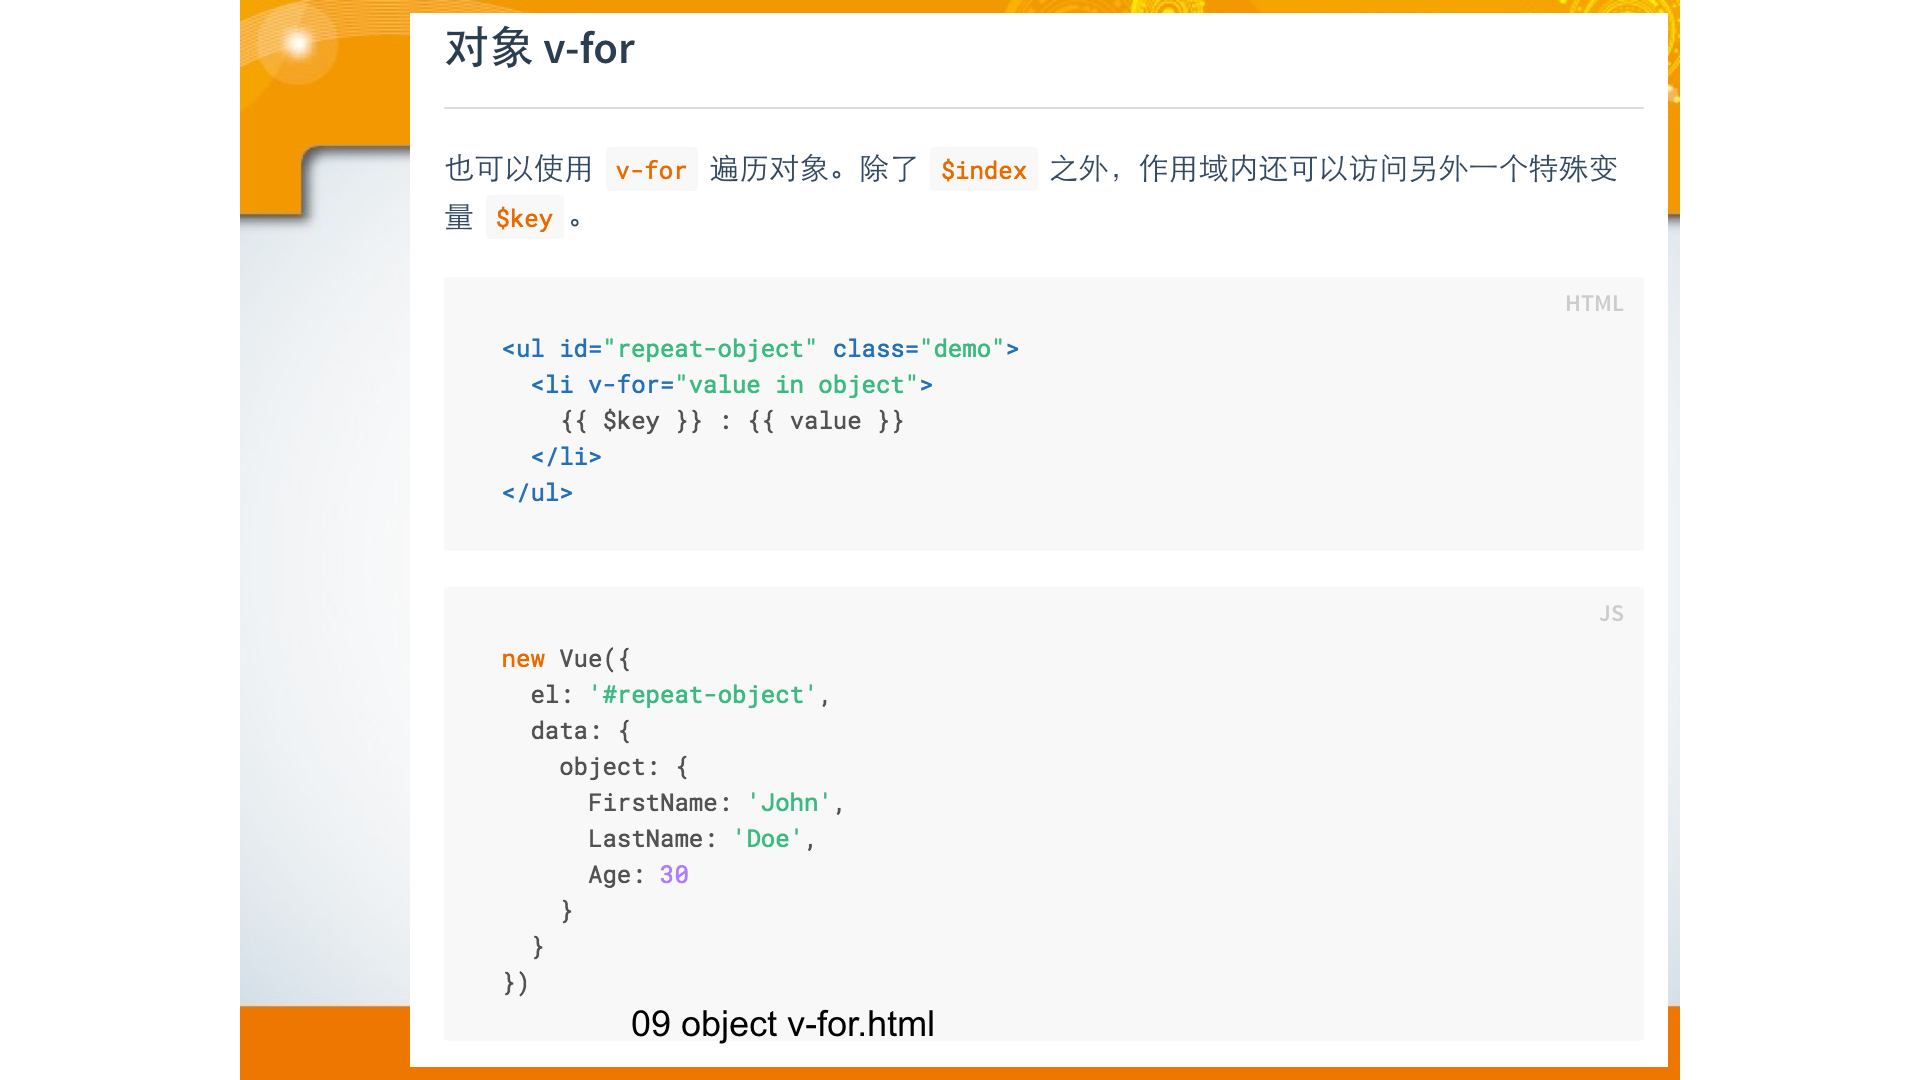 对象 v-for
也可以使用 v-for 遍历对象。除了 $index 之外，作用域内还可以访问另外一个特殊变
量 $key 。
HTML
<ul id="repeat-object" class="demo">
  <li v-for="value in object">
    {{ $key }} : {{ value }}
  </li>
</ul>
JS
new Vue({
  el: '#repeat-object',
  data: {
    object: {
      FirstName: 'John',
      LastName: 'Doe',
      Age: 30
    }
  }
})
09 object v-for.html